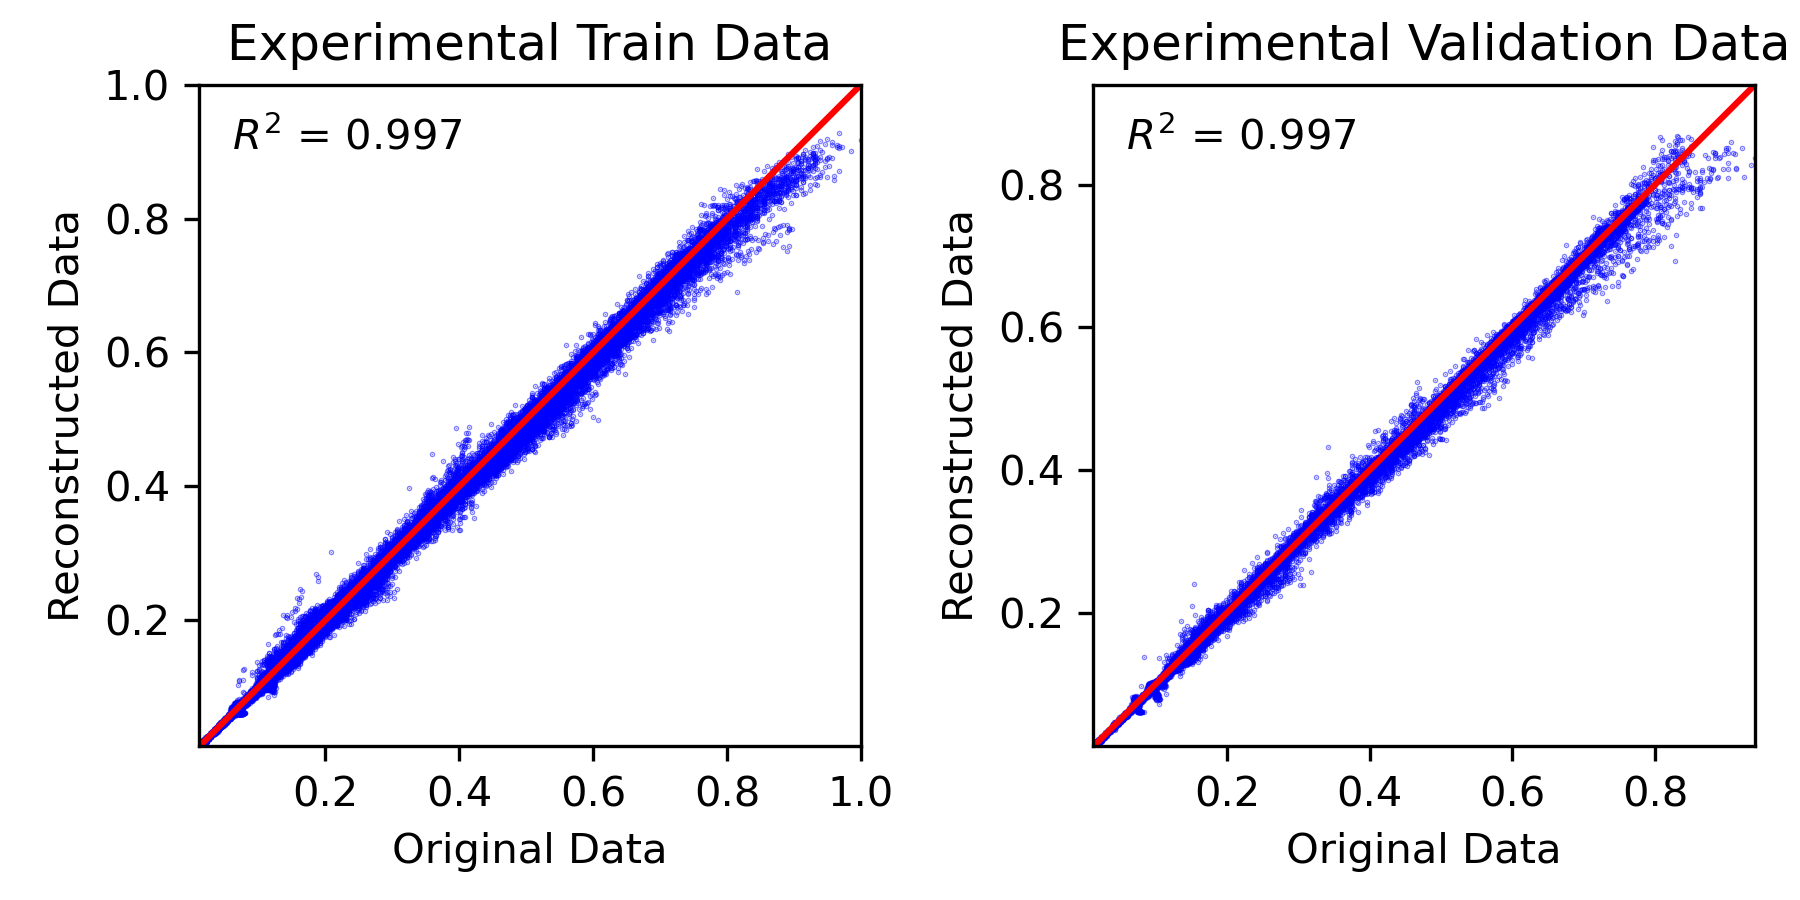 Experimental Train Data
R² = 0.997
1.0
0.8
0.6
0.4
0.2
Reconstructed Data
0.2 0.4 0.6 0.8 1.0
Original Data
Experimental Validation Data
R² = 0.997
0.8
0.6
0.4
0.2
Reconstructed Data
0.2 0.4 0.6 0.8
Original Data